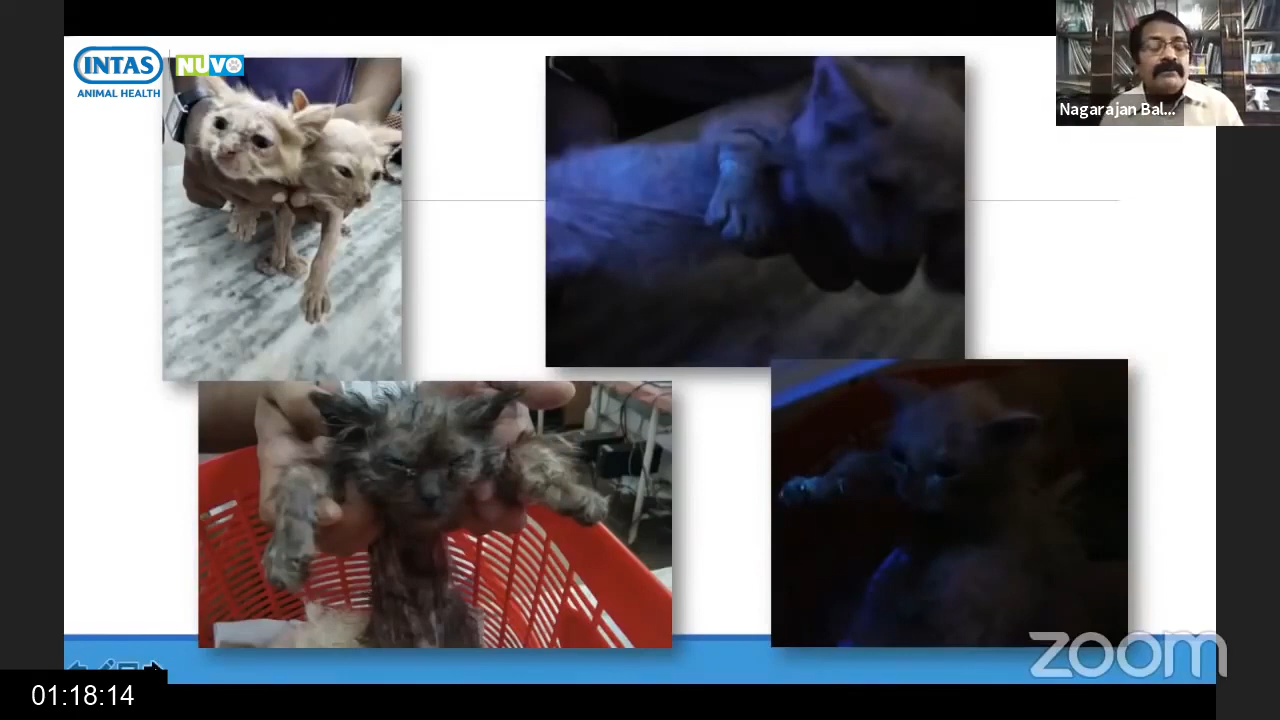 INTAS
NUVO
ANIMAL HEALTH
Nagarajan Bal...
zoom
01:18:14